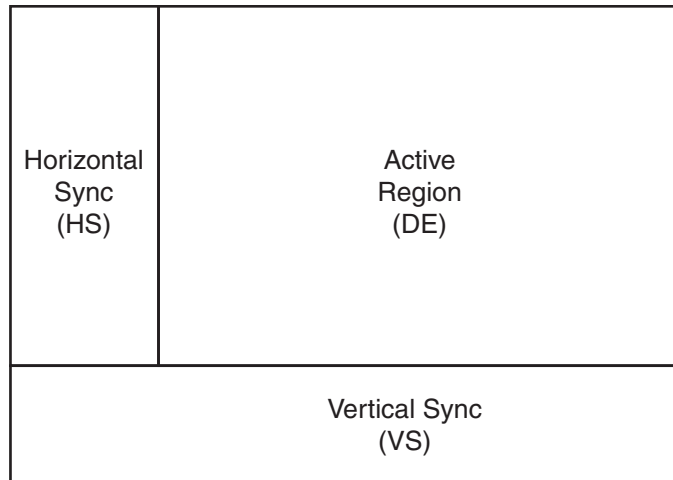 Horizontal
Sync
(HS)
Active
Region
(DE)
Vertical Sync
(VS)